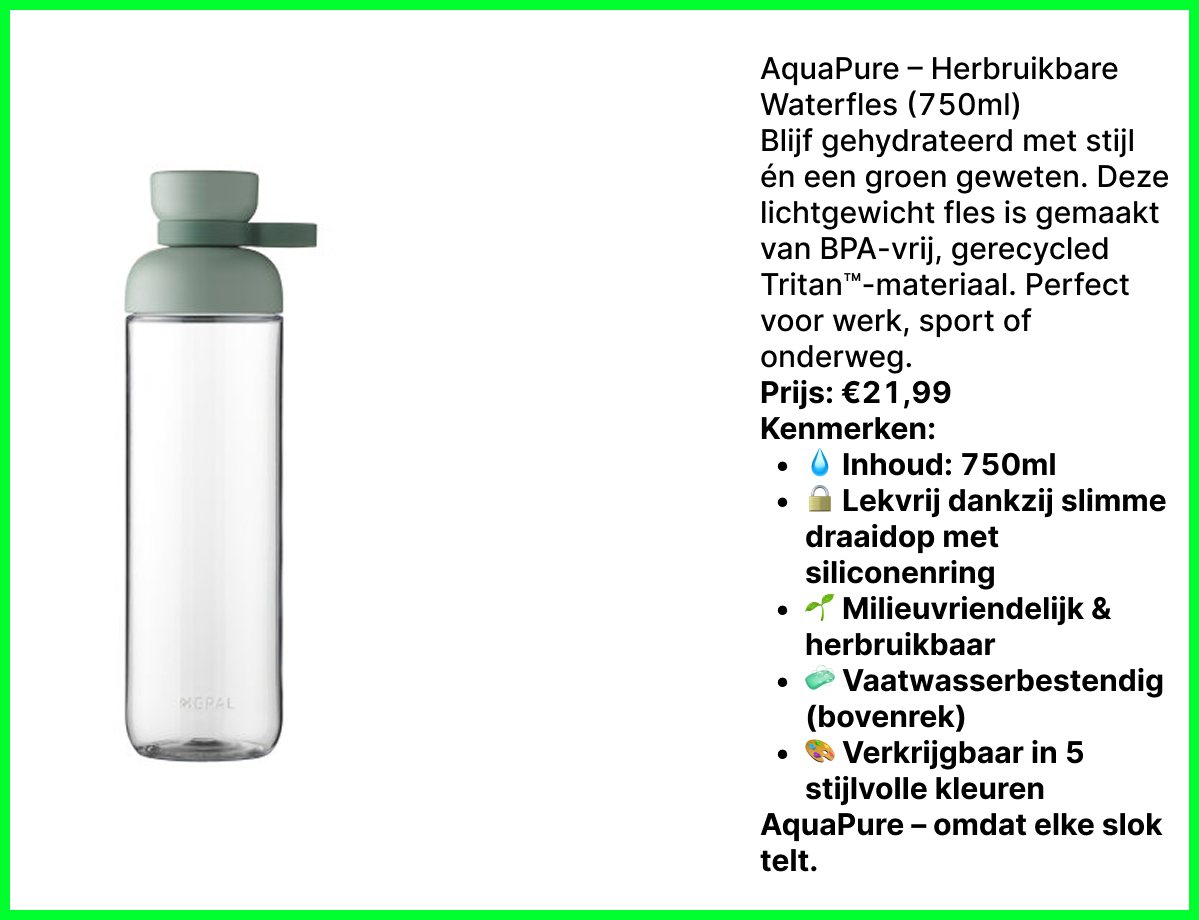 AquaPure – Herbruikbare
Waterfles (750ml)
Blijf gehydrateerd met stijl
én een groen geweten. Deze
lichtgewicht fles is gemaakt
van BPA-vrij, gerecycled
Tritan™-materiaal. Perfect
voor werk, sport of
onderweg.
Prijs: €21,99
Kenmerken:
• 💧 Inhoud: 750ml
• 🔒 Lekvrij dankzij slimme
draaidop met
siliconenring
• 🌱 Milieuvriendelijk &
herbruikbaar
• 🧼 Vaatwasserbestendig
(bovenrek)
• 🎨 Verkrijgbaar in 5
stijlvolle kleuren
AquaPure – omdat elke slok
telt.